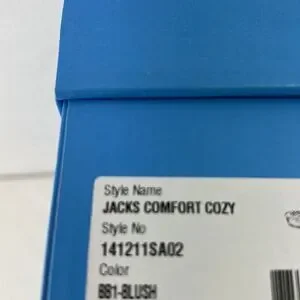 Style Name
JACKS COMFORT COZY
Style No
141211SA02
Color
BB1-BLUSH